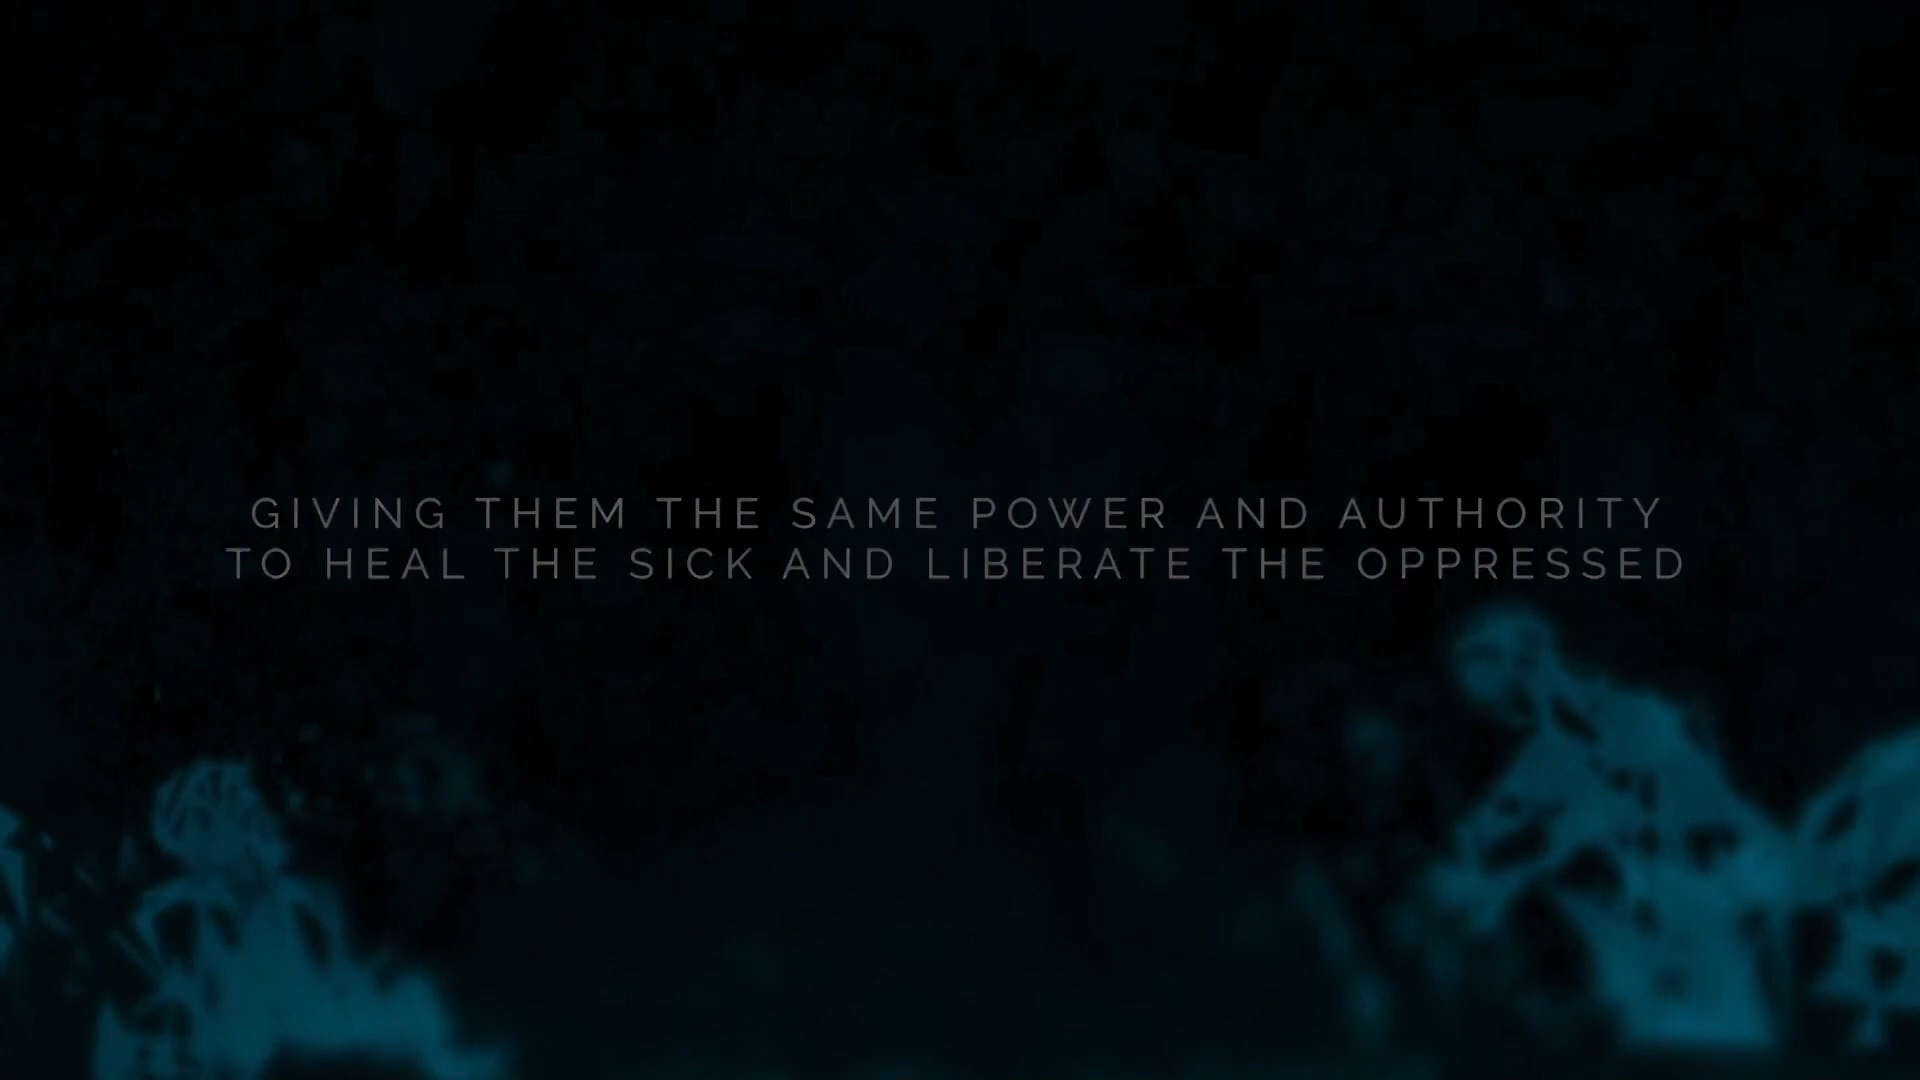 GIVING THEM THE SAME POWER AND AUTHORITY
TO HEAL THE SICK AND LIBERATE THE OPPRESSED